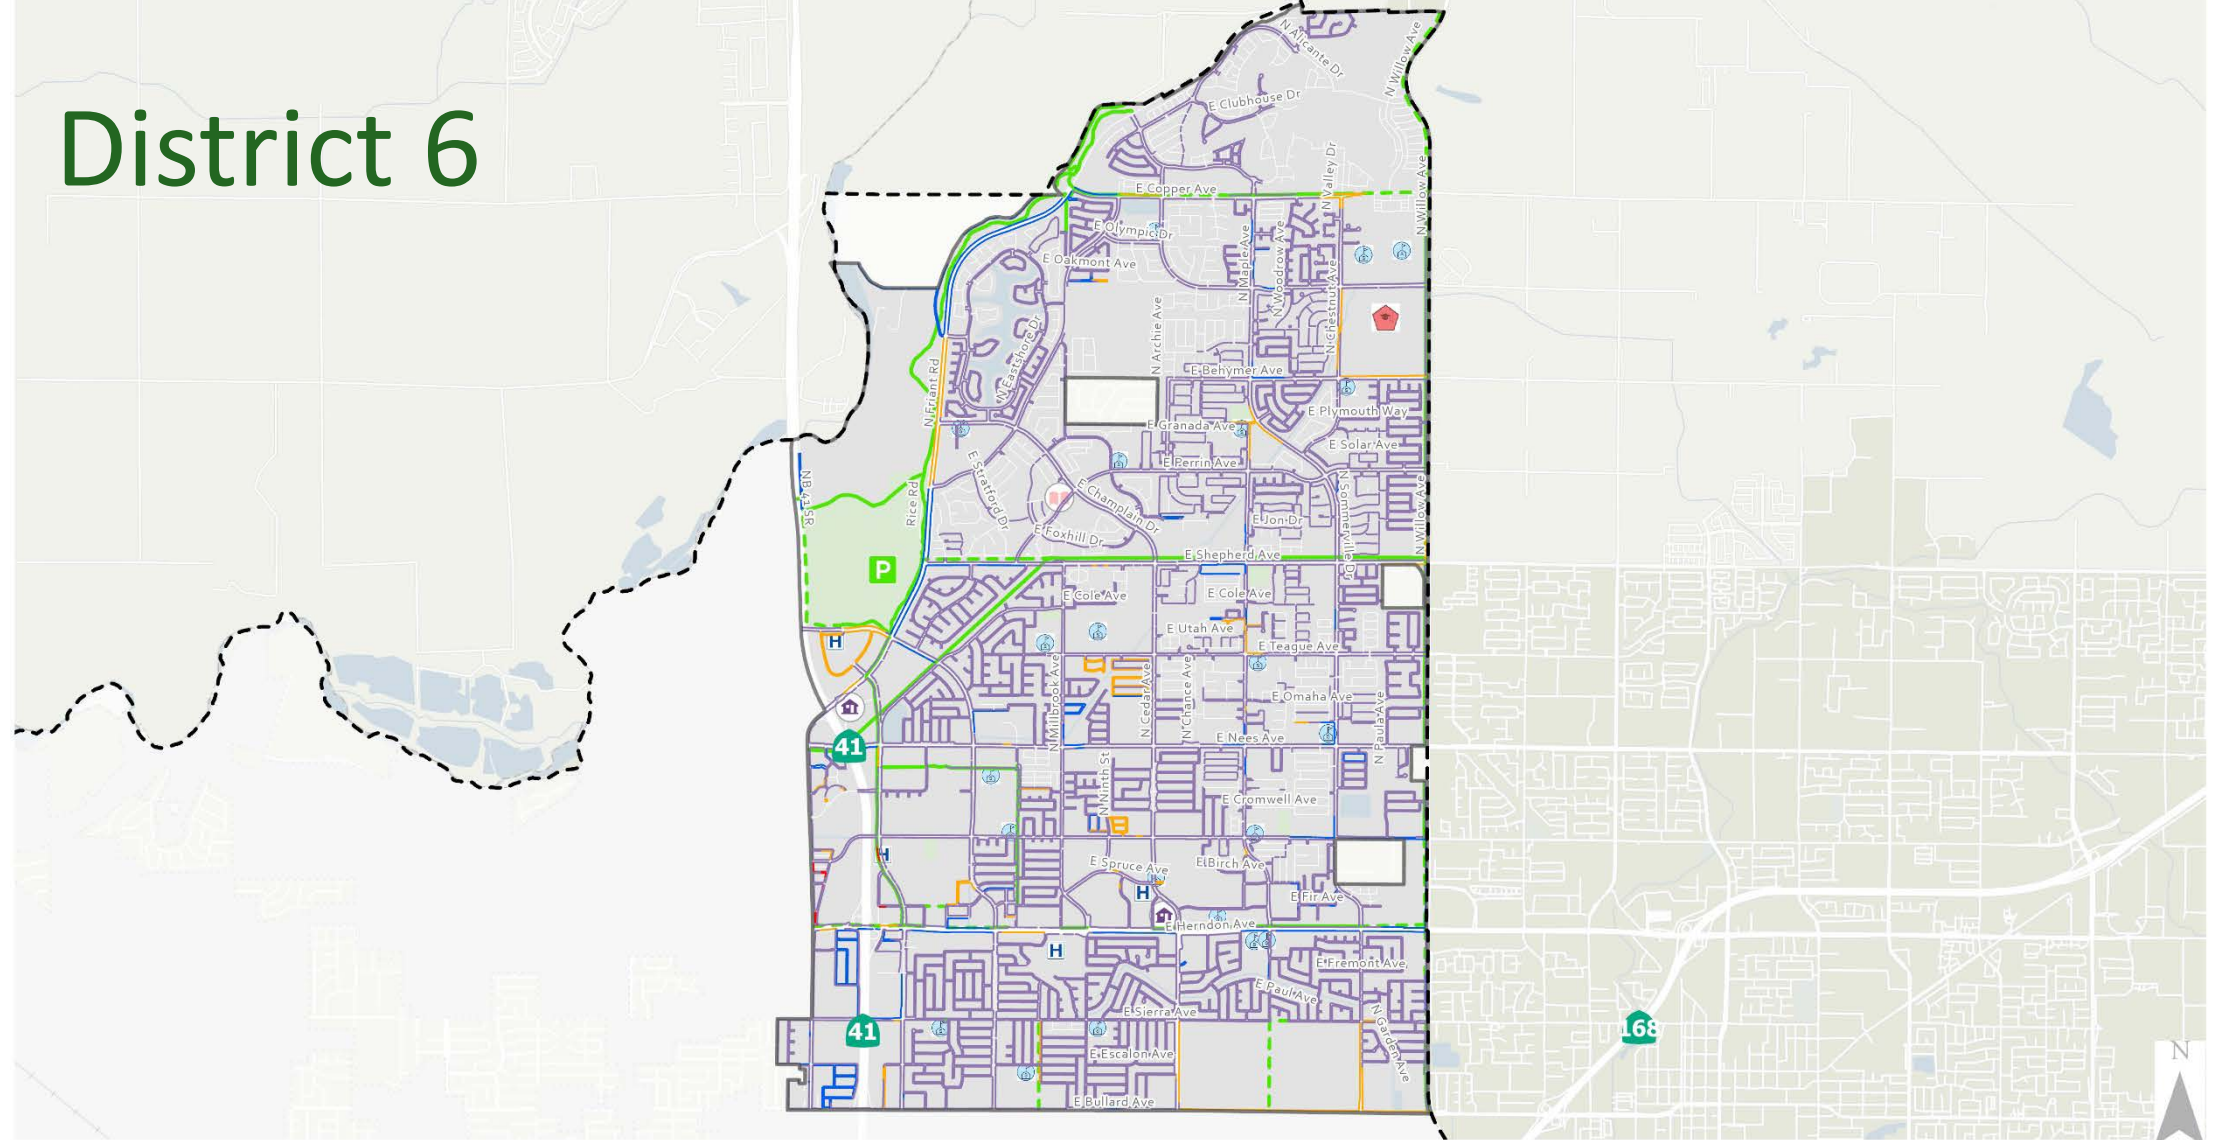 District 6
N Alicante Dr
N Willow Ave
E Clubhouse Dr
N Valley Dr
N Willow Ave
E Copper Ave
E Olympic Dr
E Oakmont Ave
N Maple Ave
N Woodrow Ave
N Chestnut Ave
N Archie Ave
N Eastshore Dr
N Friant Rd
E Behymer Ave
E Plymouth Way
E Granada Ave
E Solar Ave
E Perrin Ave
NB 41 SR
Rice Rd
E Stratford Dr
E Champlain Dr
N Sommerville Dr
N Willow Ave
E Jon Dr
E Foxhill Dr
E Shepherd Ave
P
E Cole Ave
E Cole Ave
E Utah Ave
H
E Teague Ave
N Millbrook Ave
N Cedar Ave
N Chance Ave
E Omaha Ave
N Paula Ave
41
E Nees Ave
N Ninth St
E Cromwell Ave
H
E Spruce Ave
E Birch Ave
H
E Fir Ave
E Herndon Ave
H
E Fremont Ave
E Paul Ave
E Sierra Ave
N Garden Ave
41
168
E Escalon Ave
E Bullard Ave
N